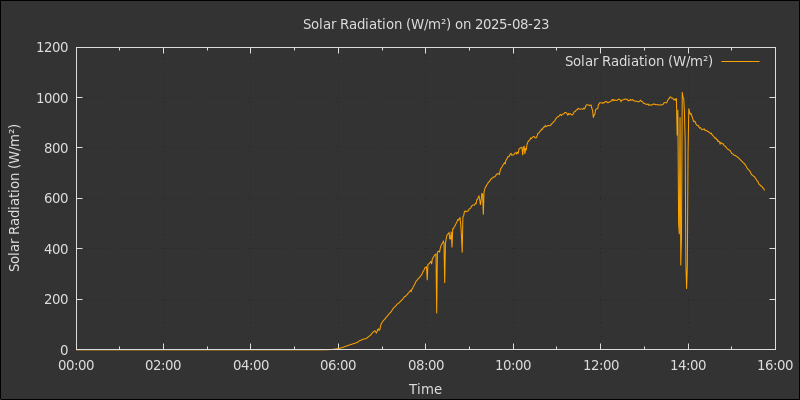 Solar Radiation (W/m²) on 2025-08-23
Solar Radiation (W/m²)
1200
1000
800
600
400
200
0
Solar Radiation (W/m²)
00:00 02:00 04:00 06:00 08:00 10:00 12:00 14:00 16:00
Time